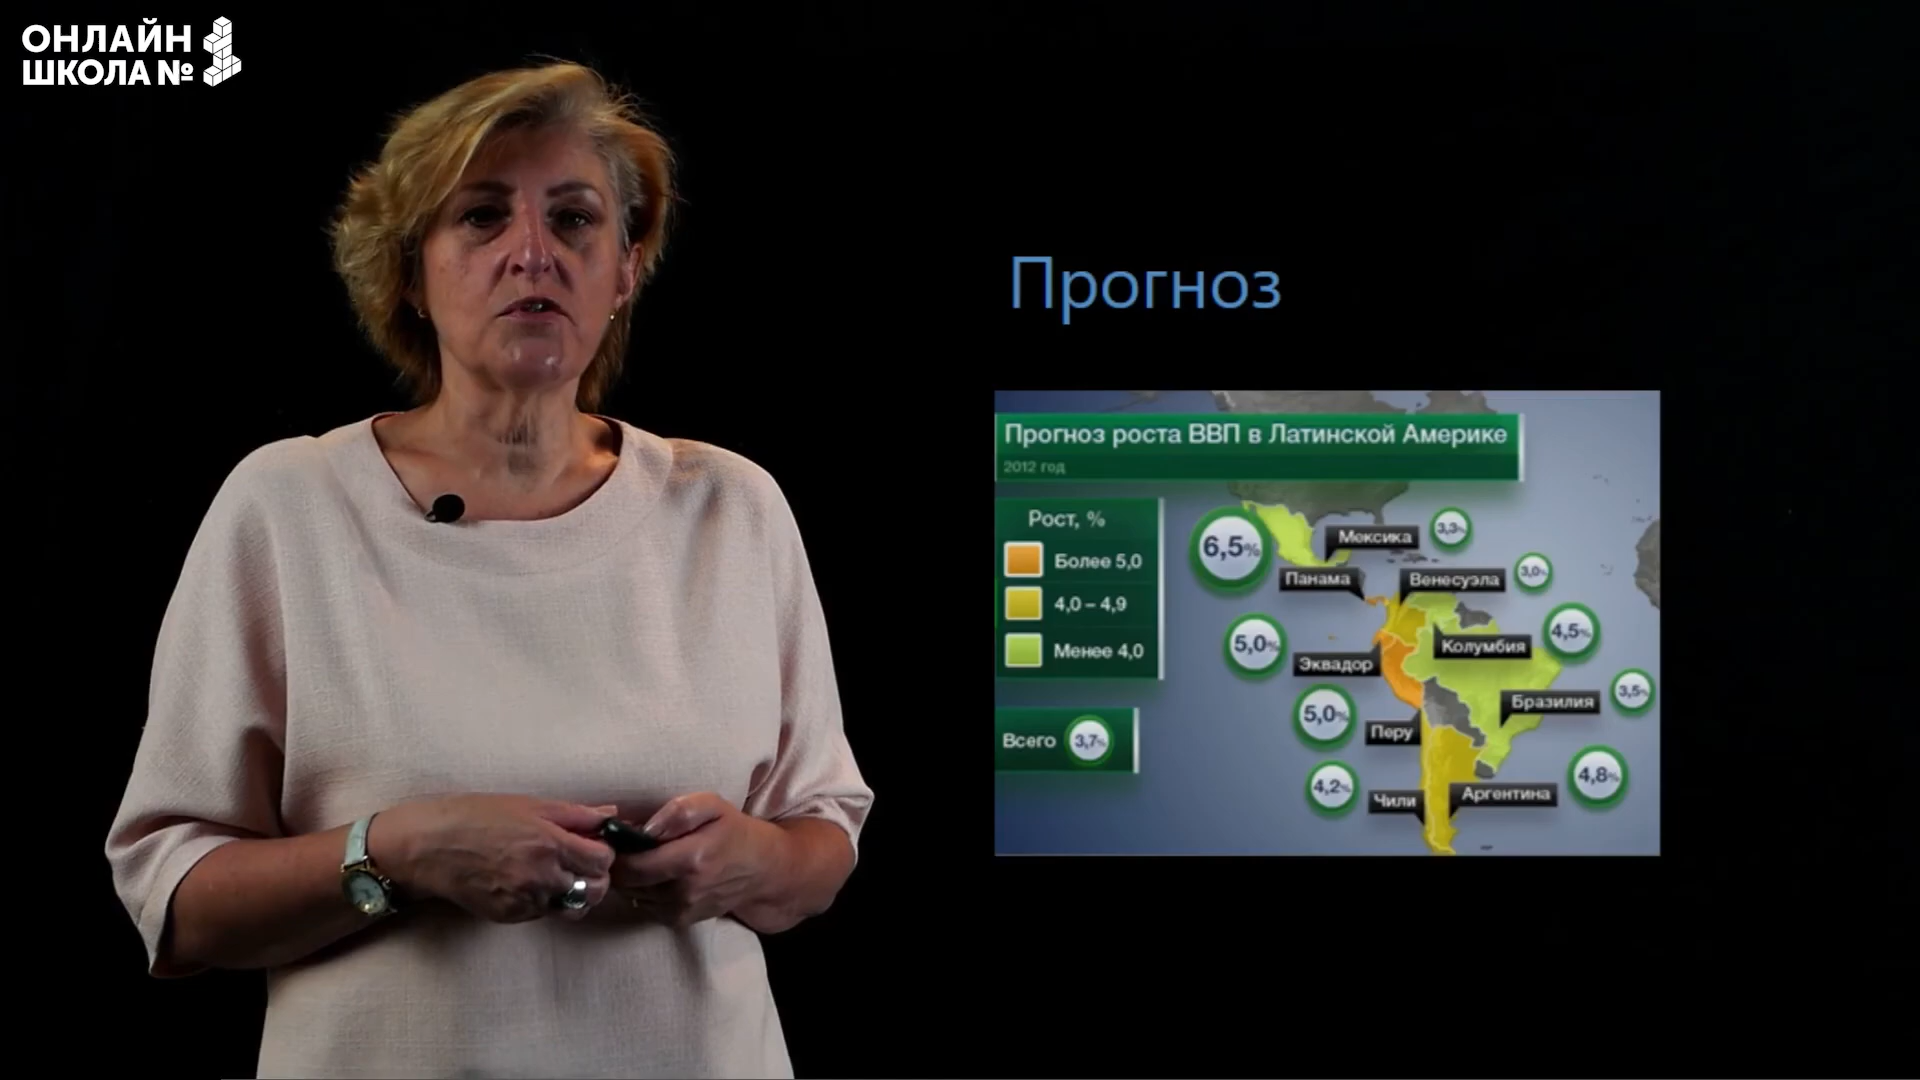 ОНЛАЙН
ШКОЛА №1
Прогноз
Прогноз роста ВВП в Латинской Америке
2012 год
Рост, %
Более 5,0
4,0 – 4,9
Менее 4,0
Всего 3,7%
6,5%
Мексика 3,3%
Панама
Венесуэла 3,0%
5,0%
Эквадор
Колумбия 4,5%
5,0%
Перу
Бразилия 3,5%
4,2%
Чили
Аргентина 4,8%